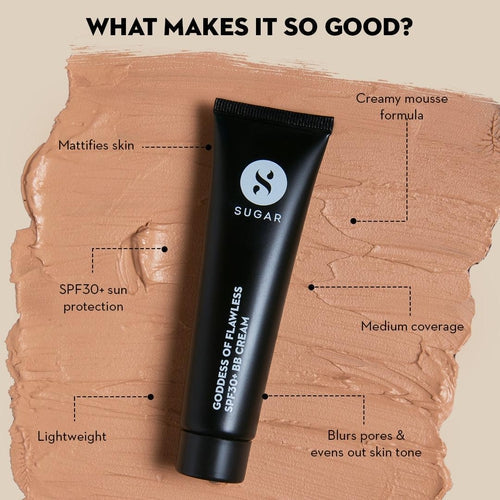 WHAT MAKES IT SO GOOD?
Creamy mousse
formula
Mattifies skin
SUGAR
SPF30+ sun
protection
GODDESS OF FLAWLESS
SPF30+ BB CREAM
Medium coverage
Lightweight
Blurs pores &
evens out skin tone